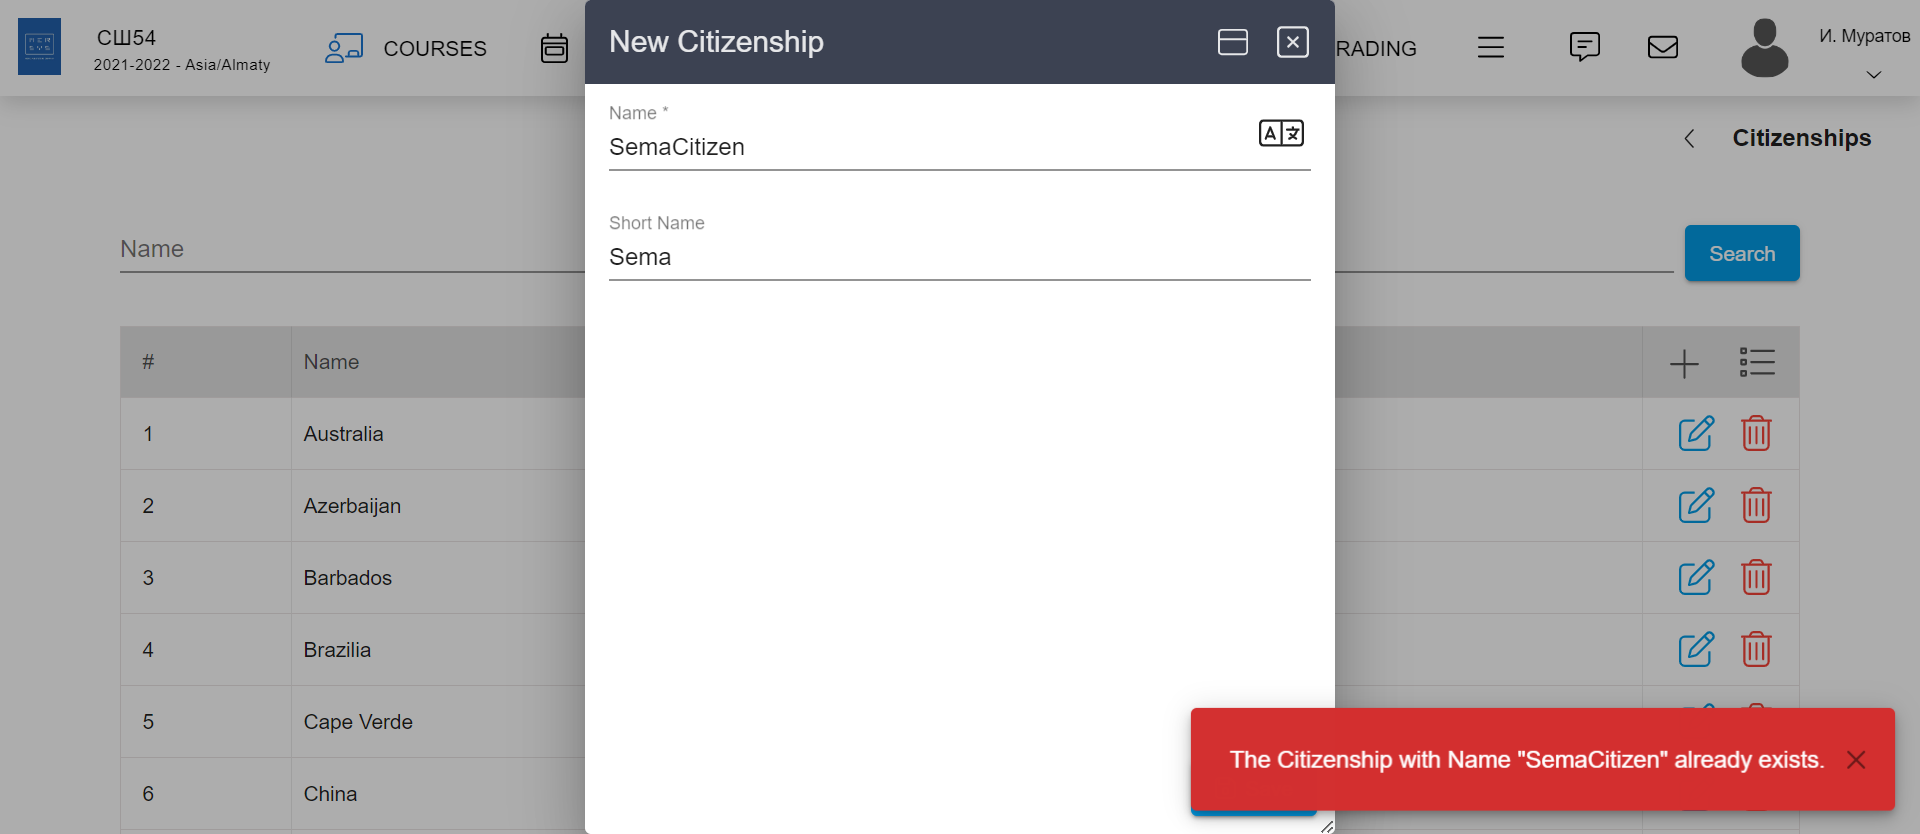 СШ54
2021-2022 - Asia/Almaty
COURSES
New Citizenship
RADING
И. Муратов
Citizenships
Name *
SemaCitizen
Short Name
Sema
Name
Search
# Name
1 Australia
2 Azerbaijan
3 Barbados
4 Brazilia
5 Cape Verde
6 China
The Citizenship with Name "SemaCitizen" already exists.